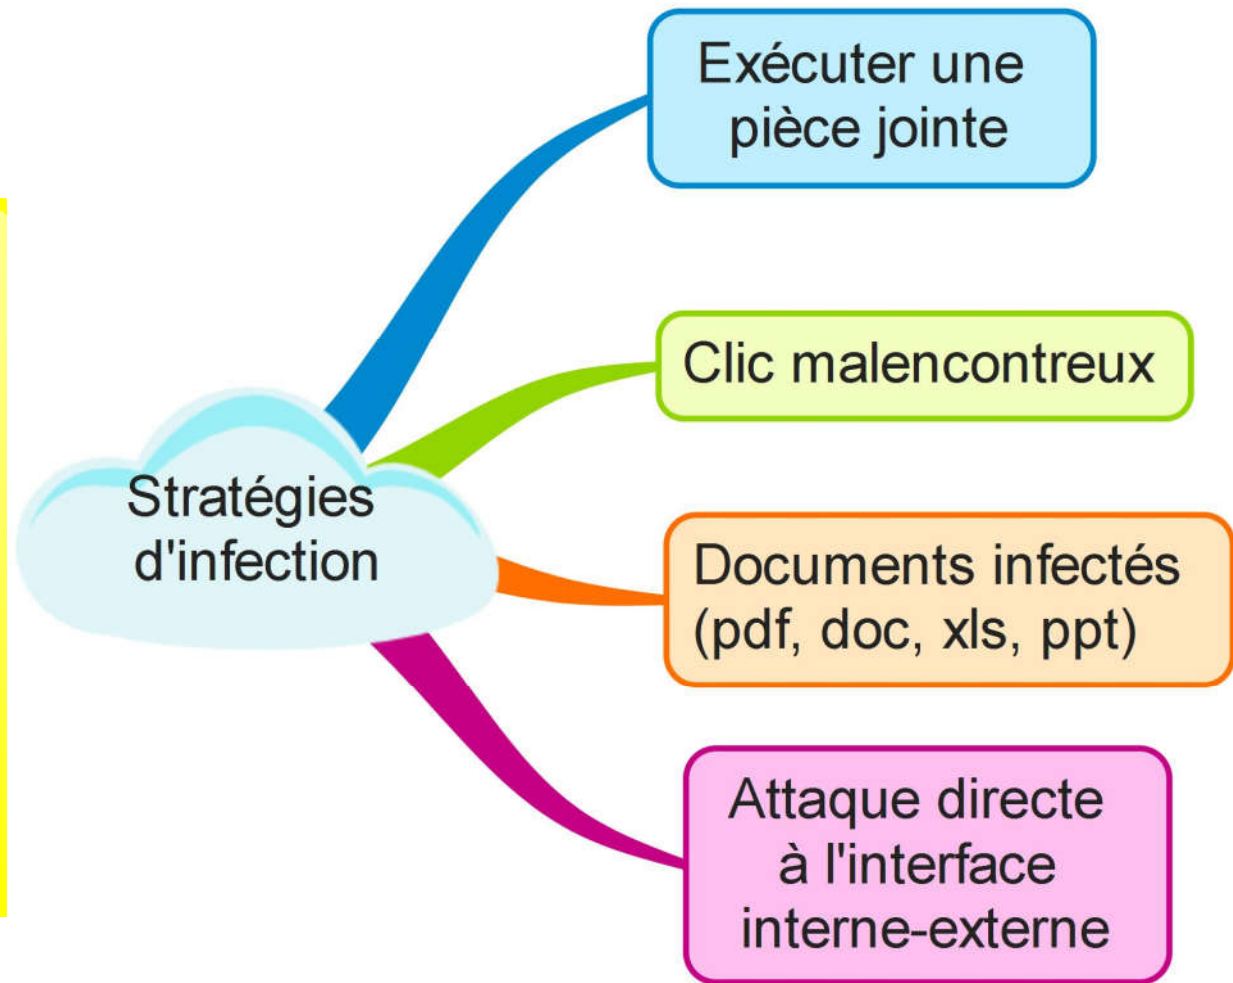 Exécuter une
pièce jointe
Clic malencontreux
Stratégies
d'infection
Documents infectés
(pdf, doc, xls, ppt)
Attaque directe
à l'interface
interne-externe